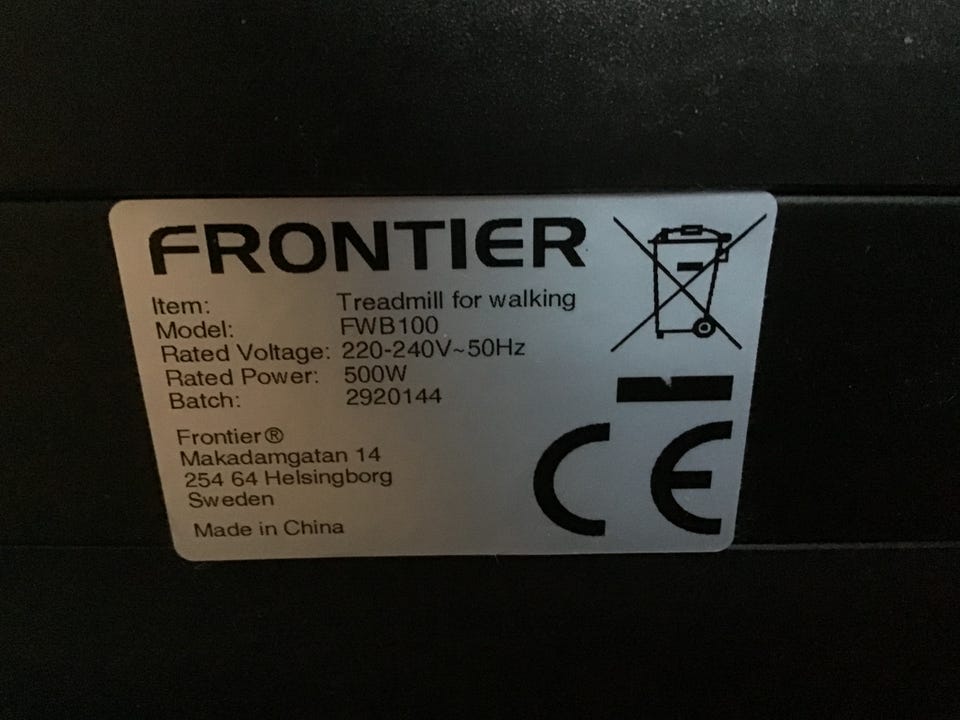 FRONTIER
Item: Treadmill for walking
Model: FWB100
Rated Voltage: 220-240V~50Hz
Rated Power: 500W
Batch: 2920144
Frontier®
Makadamgatan 14
254 64 Helsingborg
Sweden
Made in China
CE